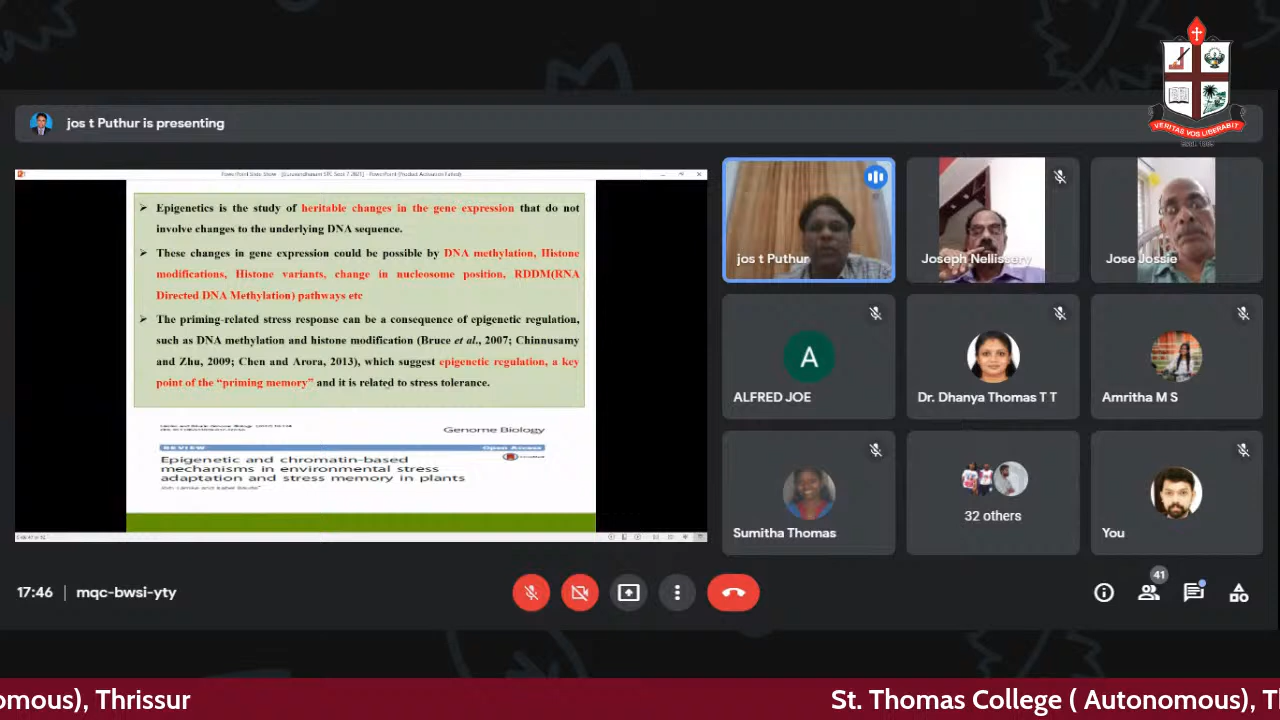 jos t Puthur is presenting
➢ Epigenetics is the study of heritable changes in the gene expression that do not
involve changes to the underlying DNA sequence.
➢ These changes in gene expression could be possible by DNA methylation, Histone
modifications, Histone variants, change in nucleosome position, RDDM(RNA
Directed DNA Methylation) pathways etc
➢ The priming-related stress response can be a consequence of epigenetic regulation,
such as DNA methylation and histone modification (Bruce et al., 2007; Chinnusamy
and Zhu, 2009; Chen and Arora, 2013), which suggest epigenetic regulation, a key
point of the “priming memory” and it is related to stress tolerance.
Genome Biology
REVIEW Open Access
Epigenetic and chromatin-based
mechanisms in environmental stress
adaptation and stress memory in plants
jos t Puthur
Joseph Nellissery
Jose Jossie
A
ALFRED JOE
Dr. Dhanya Thomas T T
Amritha M S
Sumitha Thomas
32 others
You
17:46 | mqc-bwsi-yty
41
VERITAS VOS LIBERABIT
omous), Thrissur
St. Thomas College ( Autonomous), T